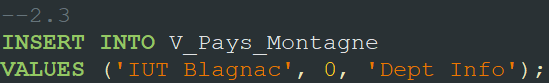 --2.3
INSERT INTO V_Pays_Montagne
VALUES ('IUT Blagnac', 0, 'Dept Info');